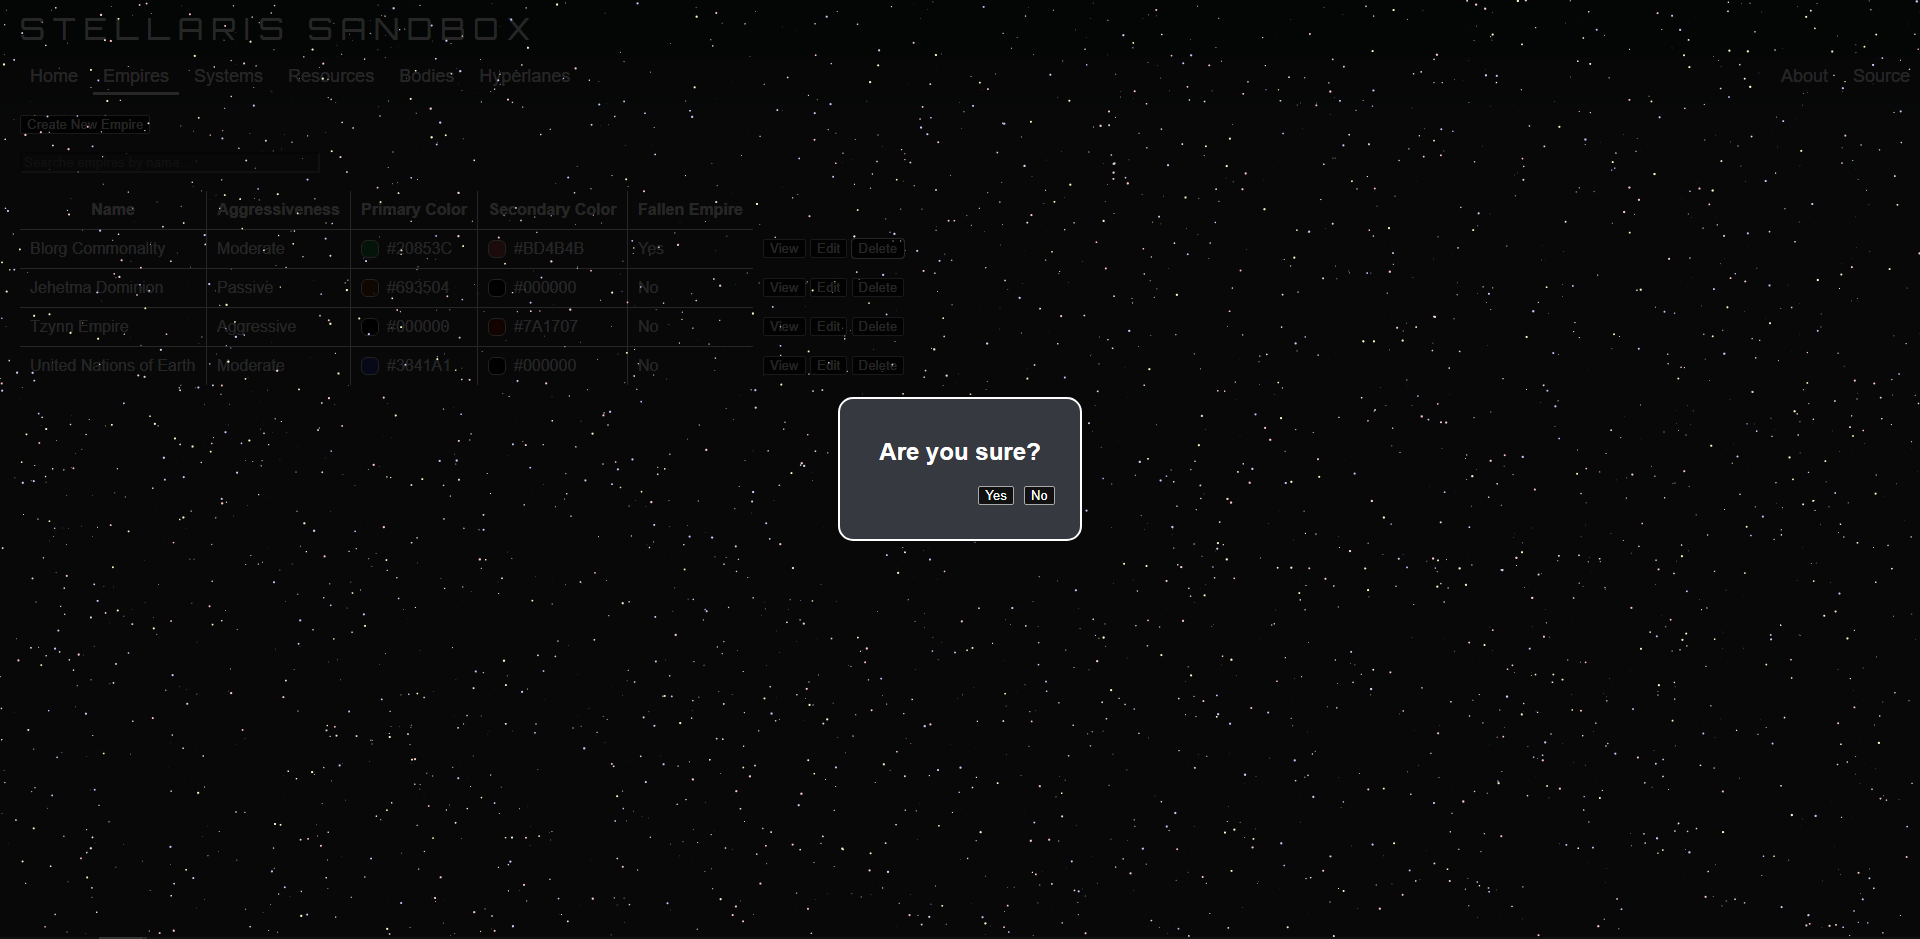 STELLARIS SANDBOX
Home Empires Systems Resources Bodies Hyperlanes About Source
Create New Empire
Searche empires by name...
Name Aggressiveness Primary Color Secondary Color Fallen Empire
Blorg Commonality Moderate #20853C #BD4B4B Yes View Edit Delete
Jehetma Dominion Passive #693504 #000000 No View Edit Delete
Tzynn Empire Aggressive #000000 #7A1707 No View Edit Delete
United Nations of Earth Moderate #3341A1 #000000 No View Edit Delete
Are you sure?
Yes No